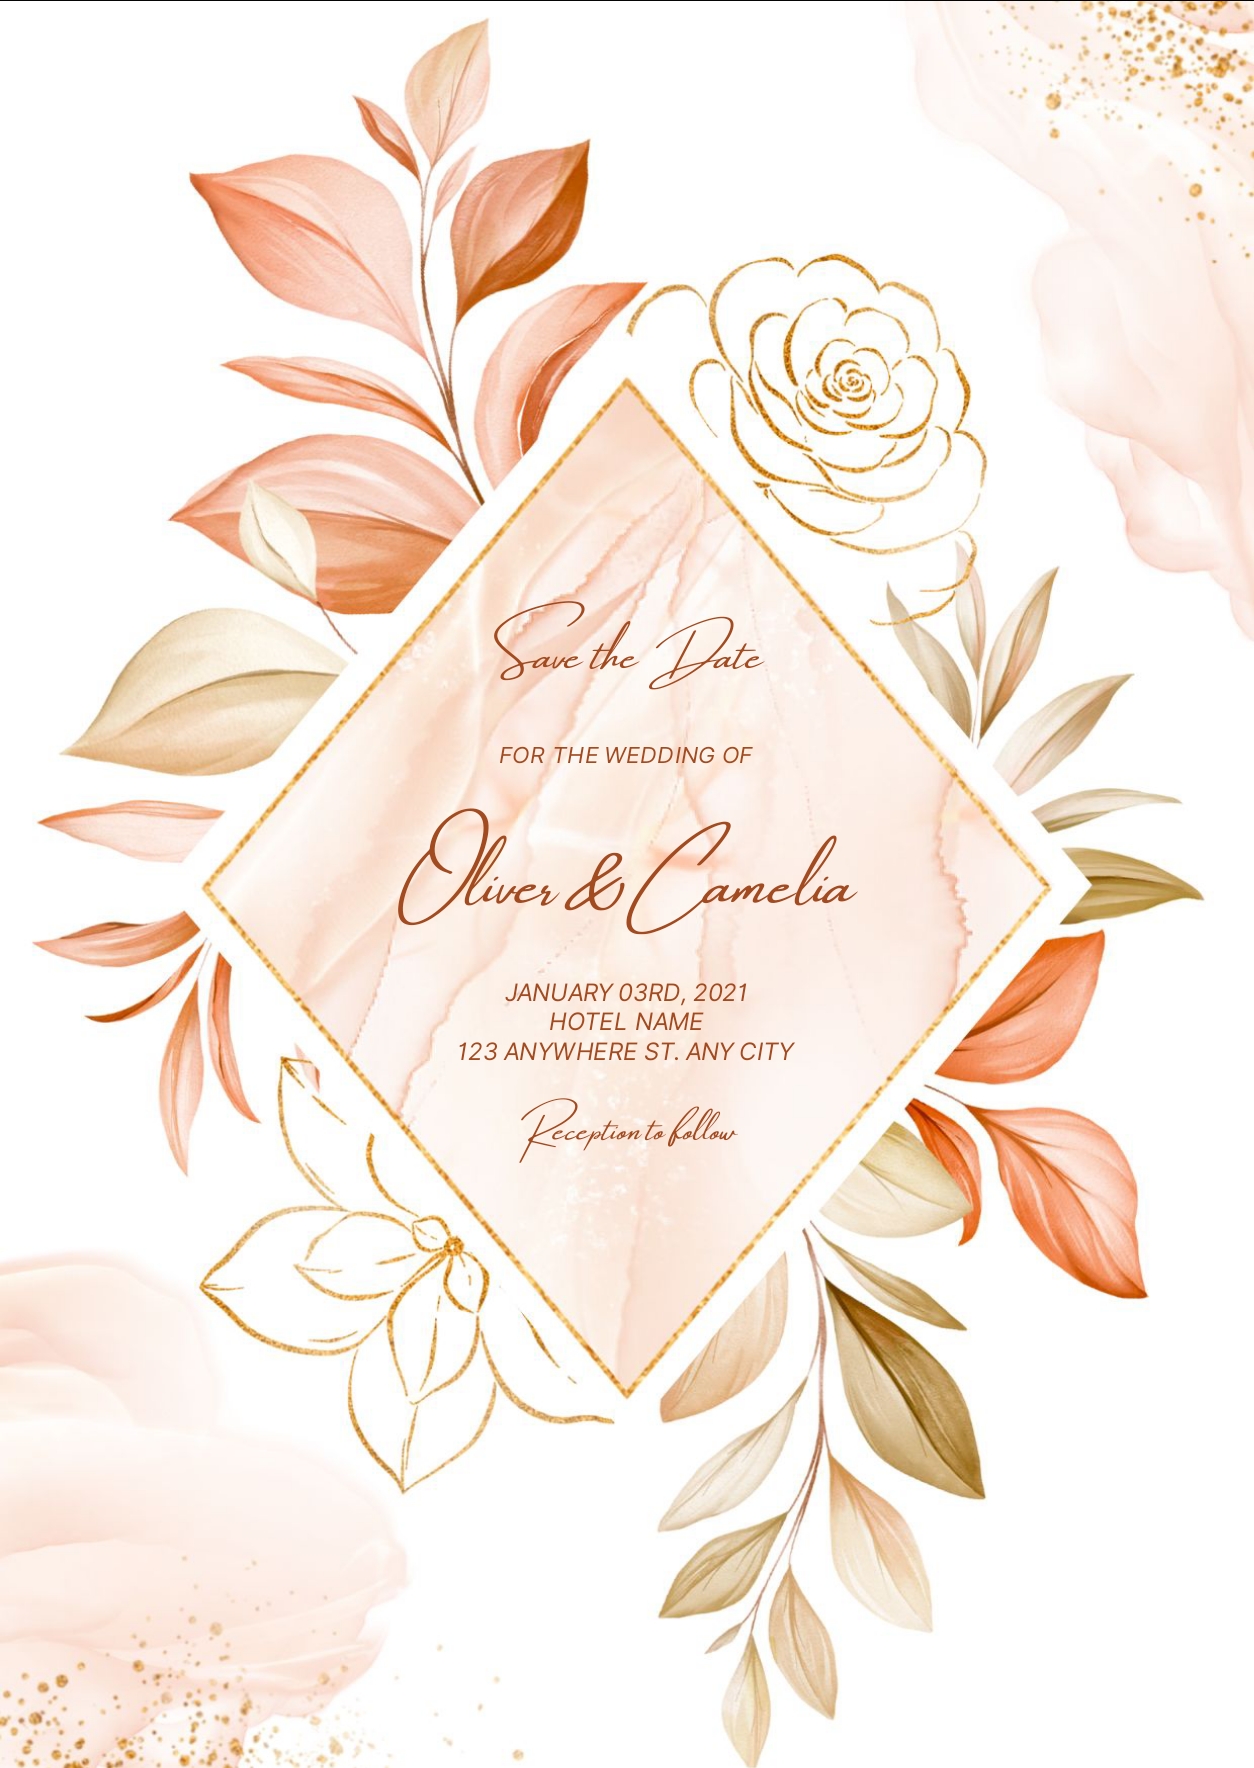 Save the Date
FOR THE WEDDING OF
Oliver & Camelia
JANUARY 03RD, 2021
HOTEL NAME
123 ANYWHERE ST. ANY CITY
Reception to follow